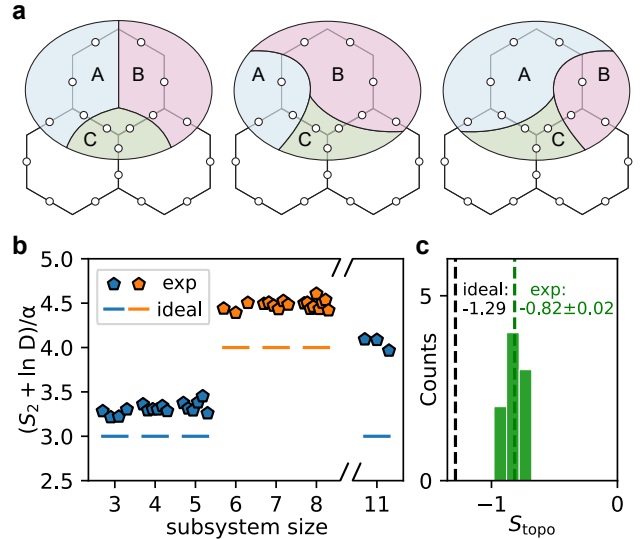 a
A B C
A B C
A B C
b
(S₂ + ln D)/α
5.0
4.5
4.0
3.5
3.0
2.5
exp
ideal
3 4 5 6 7 8 11
subsystem size
c
Counts
5
0
ideal:
-1.29
exp:
-0.82±0.02
−1 0
S_topo